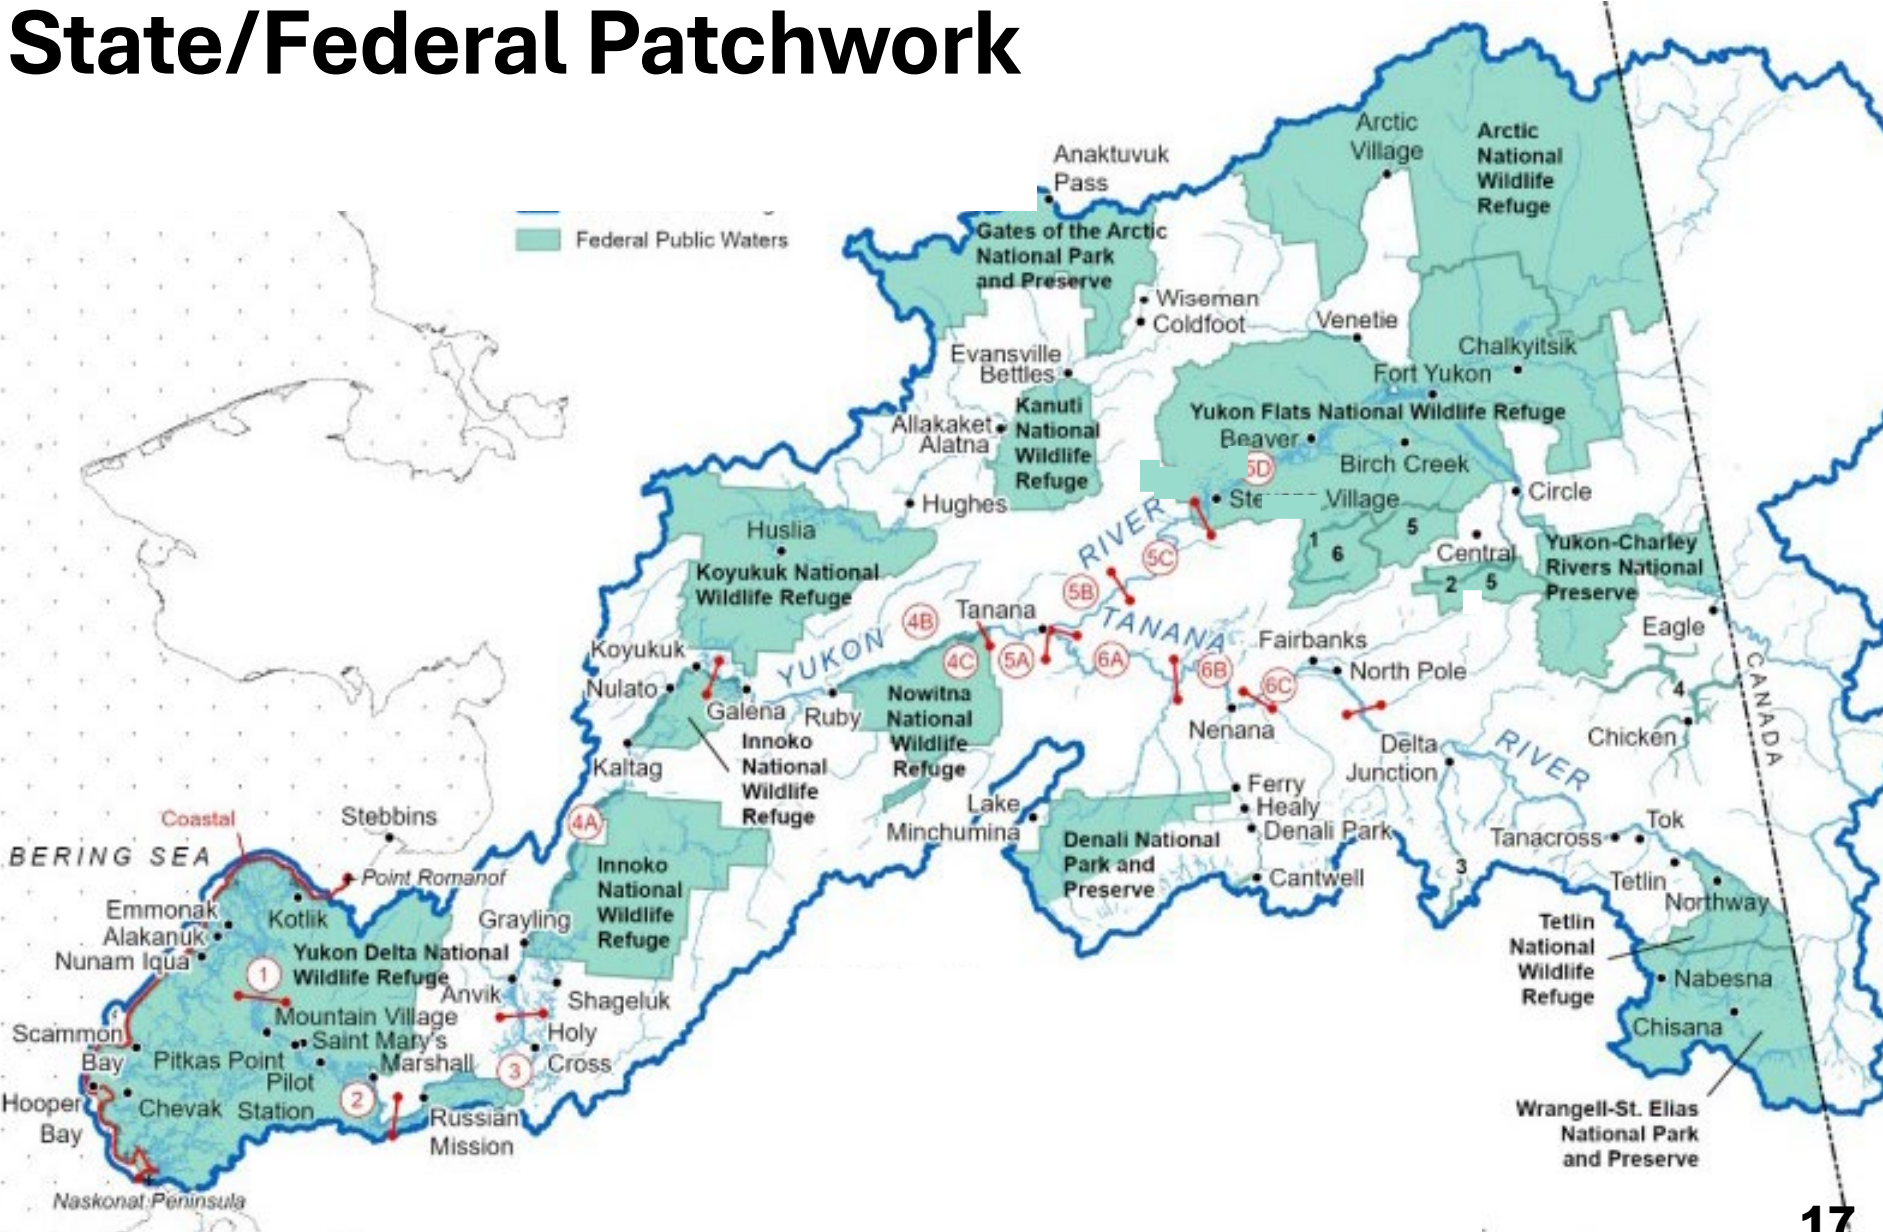 State/Federal Patchwork
Federal Public Waters
Anaktuvuk
Pass
Gates of the Arctic
National Park
and Preserve
Arctic
Village
Arctic
National
Wildlife
Refuge
Wiseman
Coldfoot
Venetie
Chalkyitsik
Fort Yukon
Evansville
Bettles
Kanuti
National
Wildlife
Refuge
Allakaket
Alatna
Yukon Flats National Wildlife Refuge
Beaver
Birch Creek
5D
Village
Circle
Hughes
Huslia
Koyukuk National
Wildlife Refuge
RIVER
5C
5B
1
6
5
Central
2
5
Yukon-Charley
Rivers National
Preserve
Eagle
CANADA
4
Chicken
Koyukuk
Nulato
Galena
YUKON
4B
Tanana
4C
5A
TANANA
6A
6B
6C
Fairbanks
North Pole
Ruby
Nowitna
National
Wildlife
Refuge
Nenana
Kaltag
Innoko
National
Wildlife
Refuge
Delta
Junction
RIVER
Ferry
Healy
Denali Park
Cantwell
Lake
Minchumina
Denali National
Park and
Preserve
3
Tanacross
Tok
Tetlin
Northway
Tetlin
National
Wildlife
Refuge
Nabesna
Chisana
Wrangell-St. Elias
National Park
and Preserve
4A
Innoko
National
Wildlife
Refuge
Coastal
Stebbins
BERING SEA
Point Romanof
Emmonak
Alakanuk
Nunam Iqua
Kotlik
Yukon Delta National
Wildlife Refuge
1
Grayling
Anvik
Shageluk
Holy
Cross
3
Mountain Village
Saint Mary's
Pitkas Point
Marshall
Pilot
Station
2
Russian
Mission
Scammon
Bay
Hooper
Bay
Chevak
Naskonat Peninsula
17